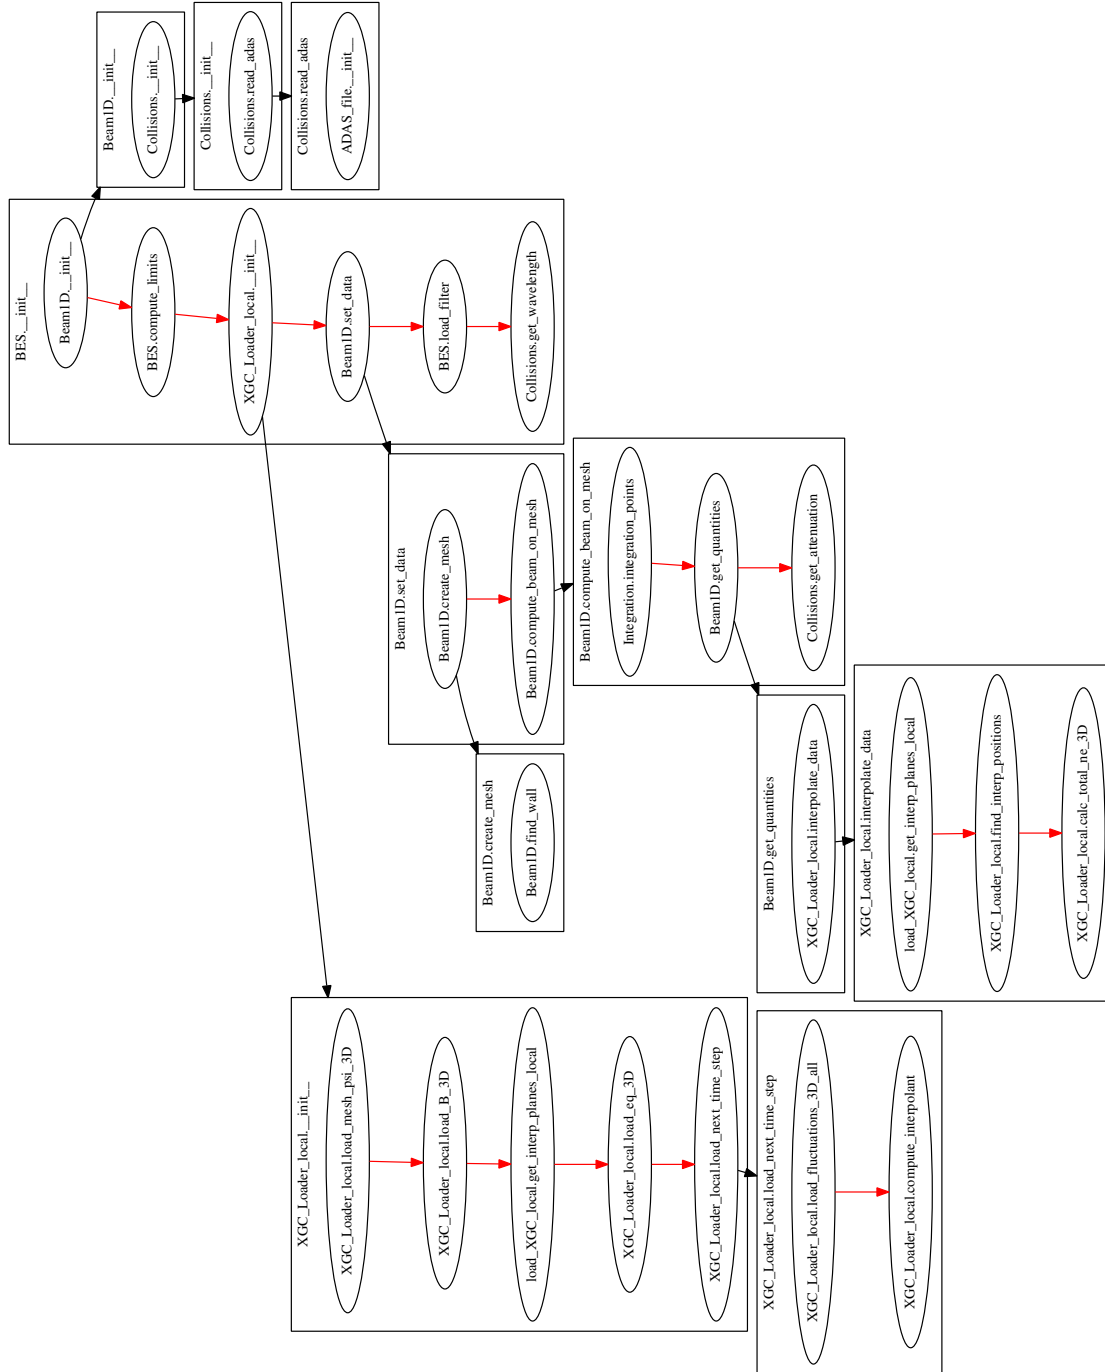 BES.__init__
Beam1D.__init__
BES.compute_limits
XGC_Loader_local.__init__
Beam1D.set_data
BES.load_filter
Collisions.get_wavelength
Beam1D.__init__
Collisions.__init__
Collisions.__init__
Collisions.read_adas
Collisions.read_adas
ADAS_file.__init__
Beam1D.set_data
Beam1D.create_mesh
Beam1D.compute_beam_on_mesh
Beam1D.create_mesh
Beam1D.find_wall
Beam1D.compute_beam_on_mesh
Integration.integration_points
Beam1D.get_quantities
Collisions.get_attenuation
Beam1D.get_quantities
XGC_Loader_local.interpolate_data
XGC_Loader_local.interpolate_data
load_XGC_local.get_interp_planes_local
XGC_Loader_local.find_interp_positions
XGC_Loader_local.calc_total_ne_3D
XGC_Loader_local.__init__
XGC_Loader_local.load_mesh_psi_3D
XGC_Loader_local.load_B_3D
load_XGC_local.get_interp_planes_local
XGC_Loader_local.load_eq_3D
XGC_Loader_local.load_next_time_step
XGC_Loader_local.load_next_time_step
XGC_Loader_local.load_fluctuations_3D_all
XGC_Loader_local.compute_interpolant